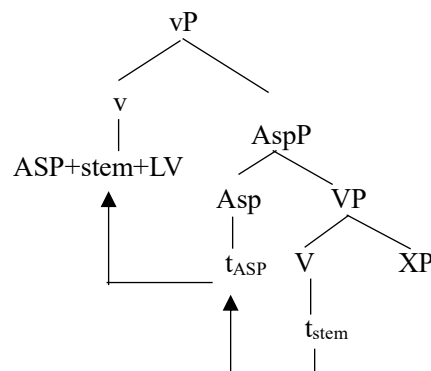 vP
v
AspP
ASP+stem+LV
Asp VP
tASP V XP
tstem